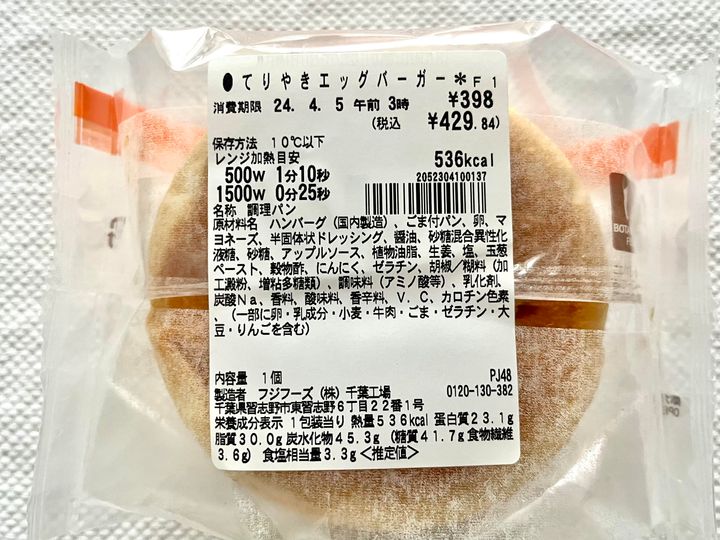 ●てりやきエッグバーガー＊F1
消費期限 24. 4. 5 午前 3時 ¥398
(税込 ¥429.84)
保存方法 10℃以下
レンジ加熱目安 536kcal
500W 1分10秒
1500W 0分25秒
2052304100137
名称 調理パン
原材料名 ハンバーグ（国内製造）、ごま付パン、卵、マ
ヨネーズ、半固体状ドレッシング、醤油、砂糖混合異性化
液糖、砂糖、アップルソース、植物油脂、生姜、塩、玉葱
ペースト、穀物酢、にんにく、ゼラチン、胡椒／糊料（加
工澱粉、増粘多糖類）、調味料（アミノ酸等）、乳化剤、
炭酸Ｎａ、香料、酸味料、香辛料、Ｖ．Ｃ、カロチン色素
、（一部に卵・乳成分・小麦・牛肉・ごま・ゼラチン・大
豆・りんごを含む）
内容量 １個 PJ48
製造者 フジフーズ（株）千葉工場 0120-130-382
千葉県習志野市東習志野６丁目２２番１号
栄養成分表示 １包装当り 熱量５３６kcal 蛋白質２３.１g
脂質３０.０g 炭水化物４５.３g （糖質４１.７g 食物繊維
３.６g） 食塩相当量３.３g＜推定値＞